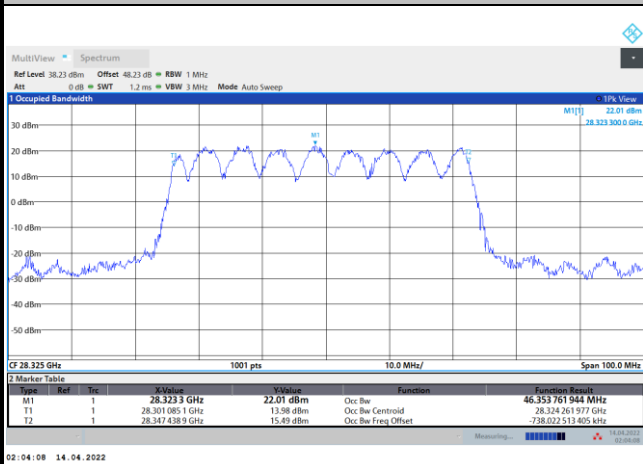 MultiView Spectrum
Ref Level 38.23 dBm Offset 48.23 dB RBW 1 MHz
Att 0 dB SWT 1.2 ms VBW 3 MHz Mode Auto Sweep
1 Occupied Bandwidth 1Pk View
M1[1] 22.01 dBm
28.323 300 0 GHz
30 dBm
M1
20 dBm
T1
T2
10 dBm
0 dBm
-10 dBm
-20 dBm
-30 dBm
-40 dBm
-50 dBm
CF 28.325 GHz 1001 pts 10.0 MHz/ Span 100.0 MHz
2 Marker Table
Type Ref Trc X-Value Y-Value Function Function Result
M1 1 28.323 3 GHz 22.01 dBm Occ Bw 46.353 761 944 MHz
T1 1 28.301 085 1 GHz 13.98 dBm Occ Bw Centroid 28.324 261 977 GHz
T2 1 28.347 438 9 GHz 15.49 dBm Occ Bw Freq Offset -738.022 513 405 kHz
Measuring... 14.04.2022
02:04:08
02:04:08 14.04.2022